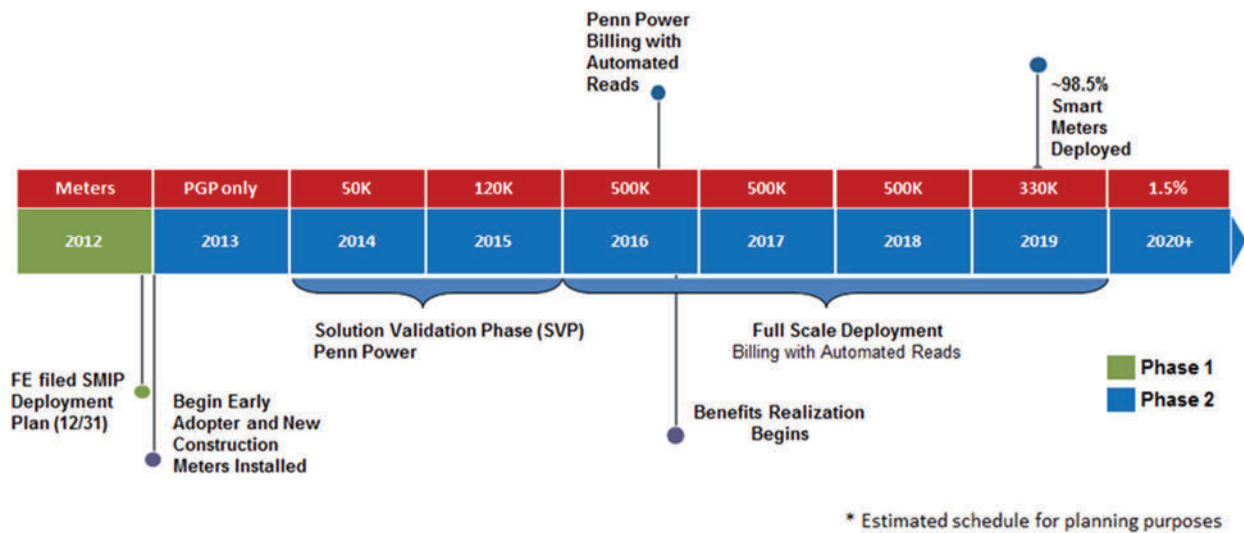 Penn Power
Billing with
Automated
Reads
~98.5%
Smart
Meters
Deployed
Meters PGP only 50K 120K 500K 500K 500K 330K 1.5%
2012 2013 2014 2015 2016 2017 2018 2019 2020+
Solution Validation Phase (SVP)
Penn Power
Full Scale Deployment
Billing with Automated Reads
FE filed SMIP
Deployment
Plan (12/31)
Begin Early
Adopter and New
Construction
Meters Installed
Benefits Realization
Begins
Phase 1
Phase 2
* Estimated schedule for planning purposes